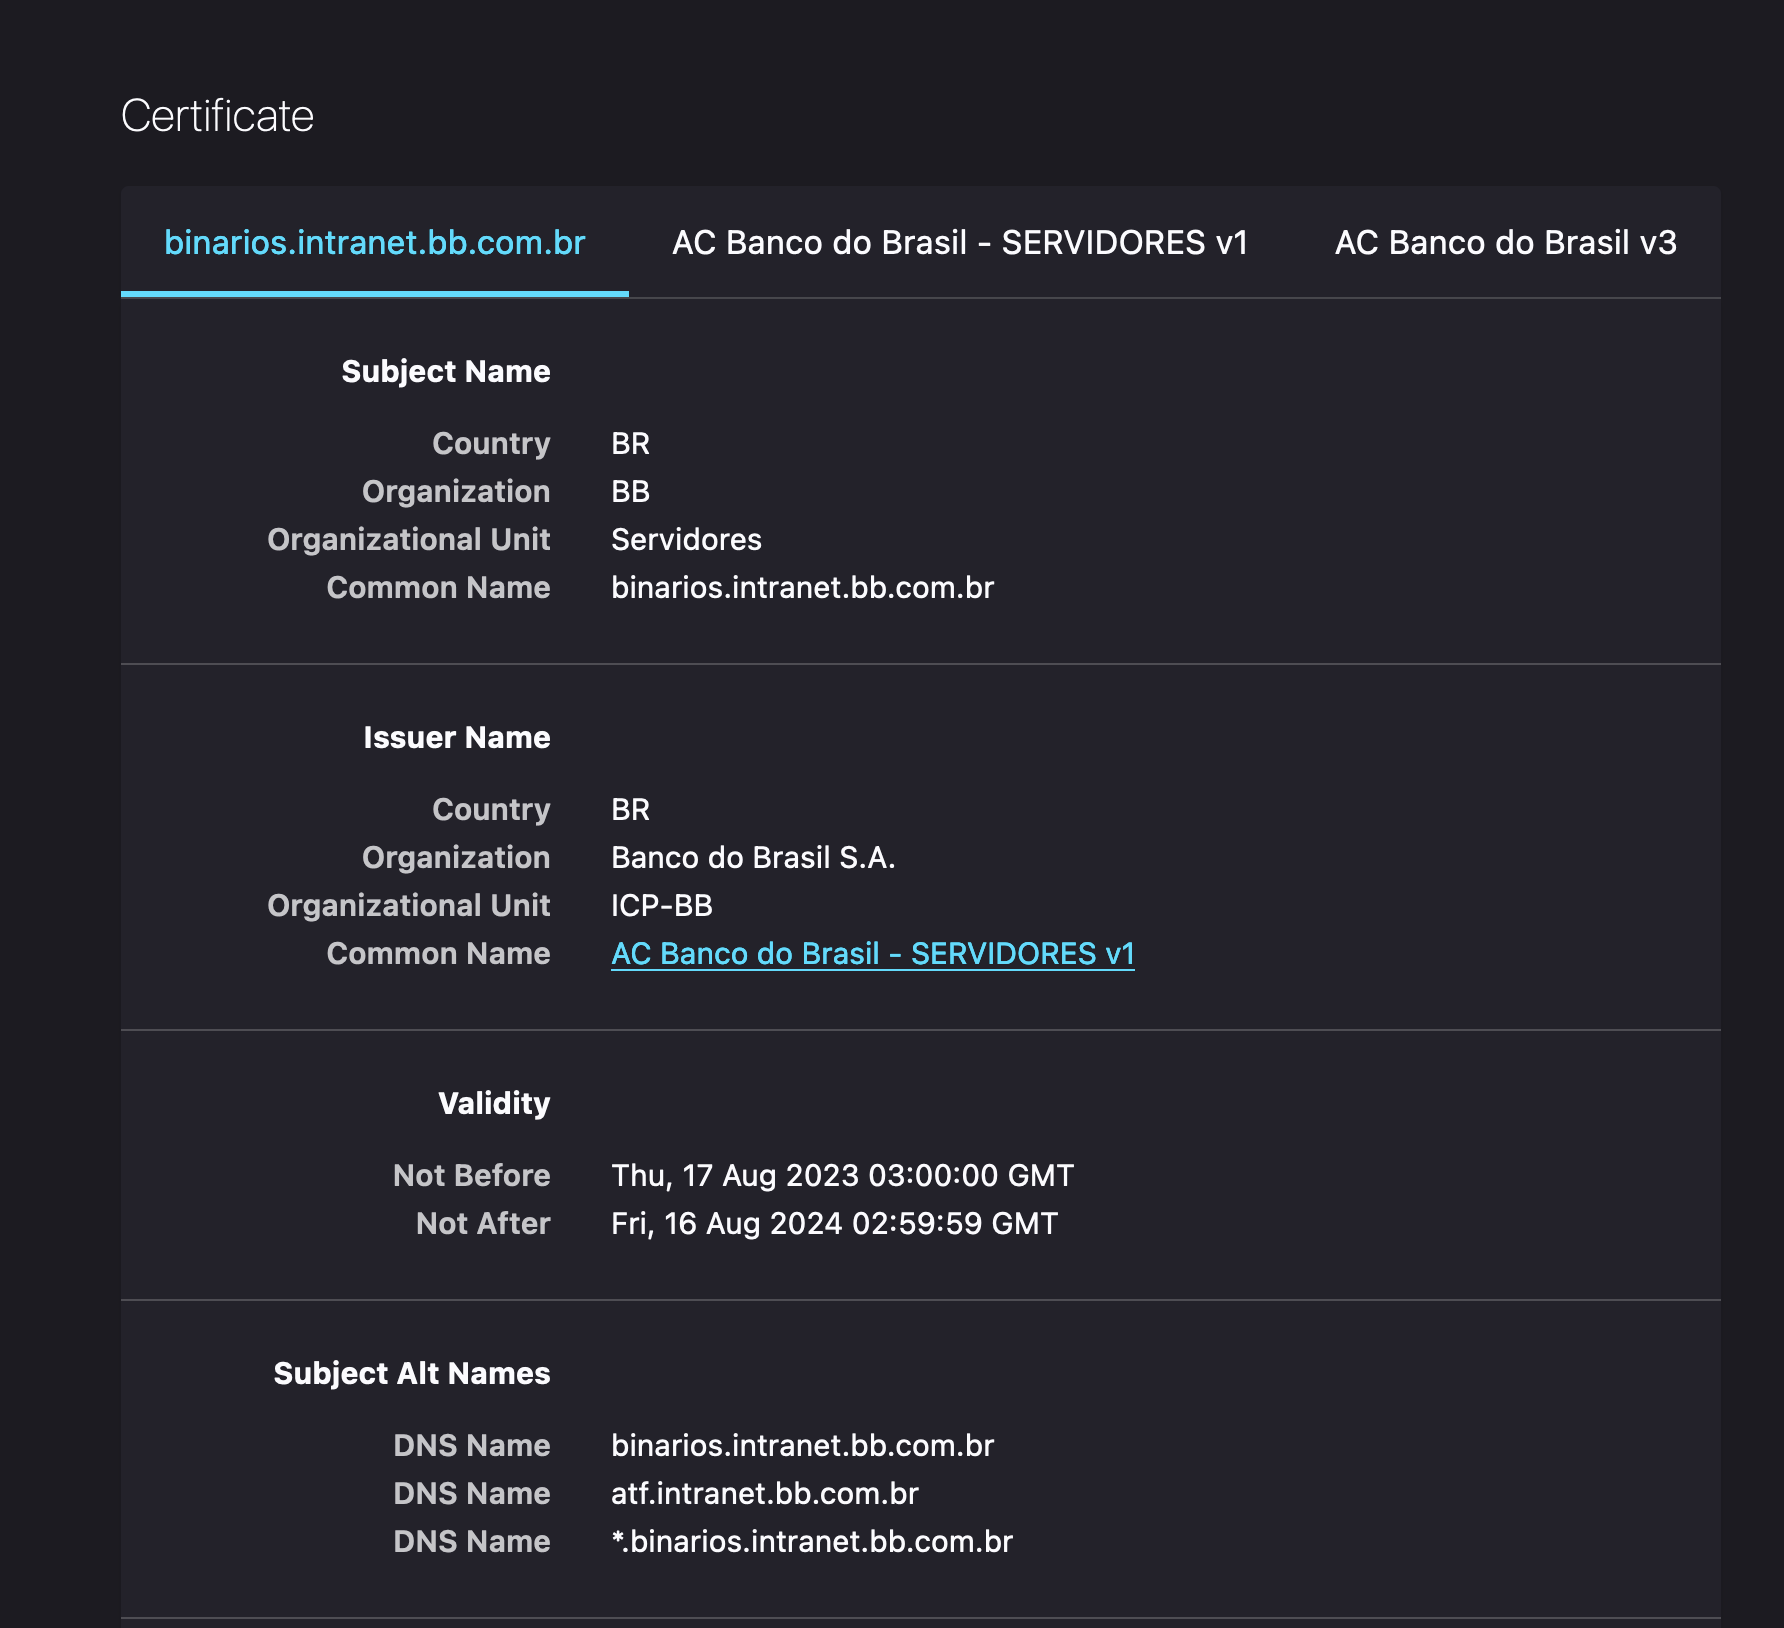 Certificate
binarios.intranet.bb.com.br AC Banco do Brasil - SERVIDORES v1 AC Banco do Brasil v3
Subject Name
Country BR
Organization BB
Organizational Unit Servidores
Common Name binarios.intranet.bb.com.br
Issuer Name
Country BR
Organization Banco do Brasil S.A.
Organizational Unit ICP-BB
Common Name AC Banco do Brasil - SERVIDORES v1
Validity
Not Before Thu, 17 Aug 2023 03:00:00 GMT
Not After Fri, 16 Aug 2024 02:59:59 GMT
Subject Alt Names
DNS Name binarios.intranet.bb.com.br
DNS Name atf.intranet.bb.com.br
DNS Name *.binarios.intranet.bb.com.br